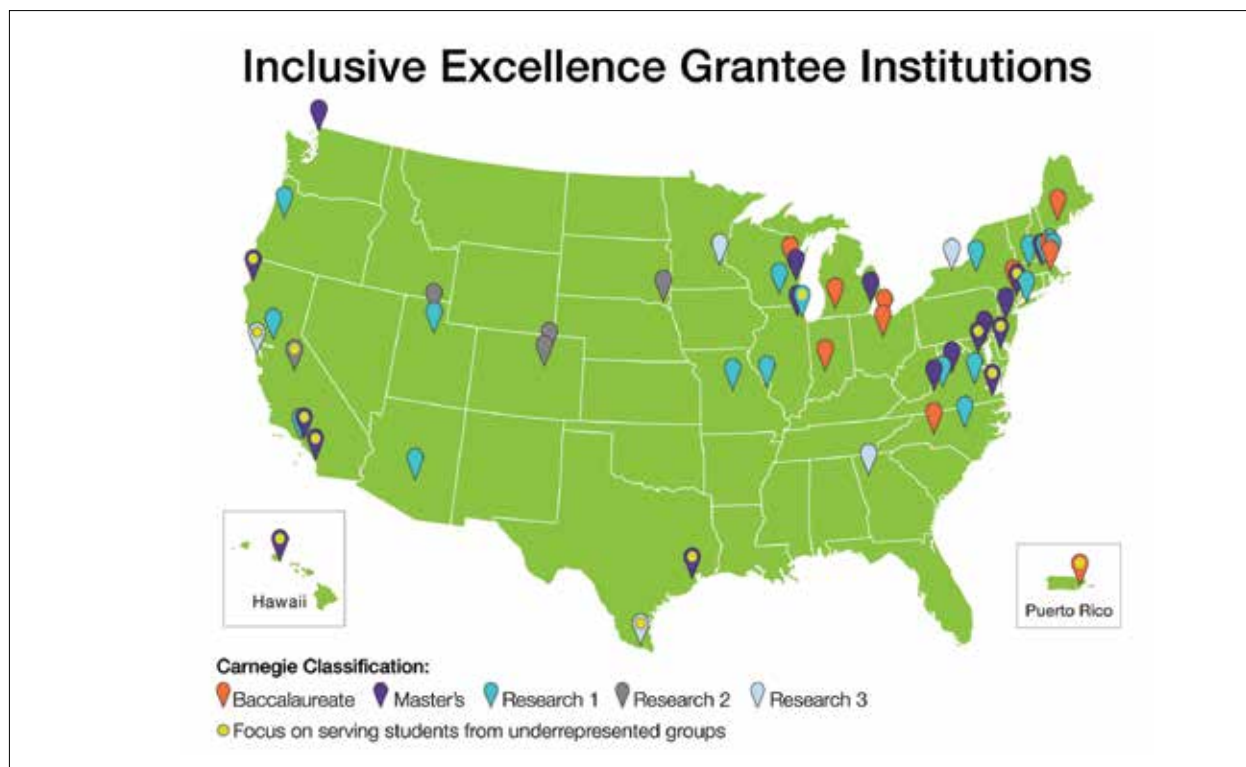 Inclusive Excellence Grantee Institutions
Hawaii
Puerto Rico
Carnegie Classification:
Baccalaureate Master's Research 1 Research 2 Research 3
Focus on serving students from underrepresented groups